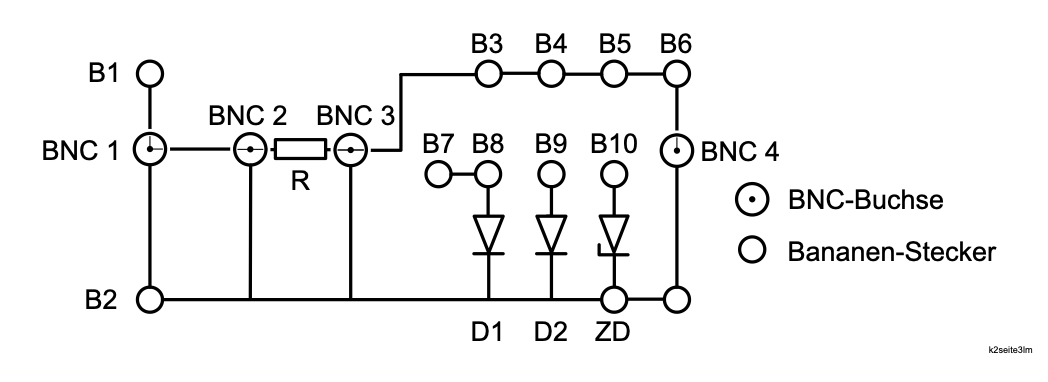 B3 B4 B5 B6
B1
BNC 2 BNC 3
BNC 1
B7 B8 B9 B10
BNC 4
R
BNC-Buchse
Bananen-Stecker
B2
D1 D2 ZD
k2seite3lm